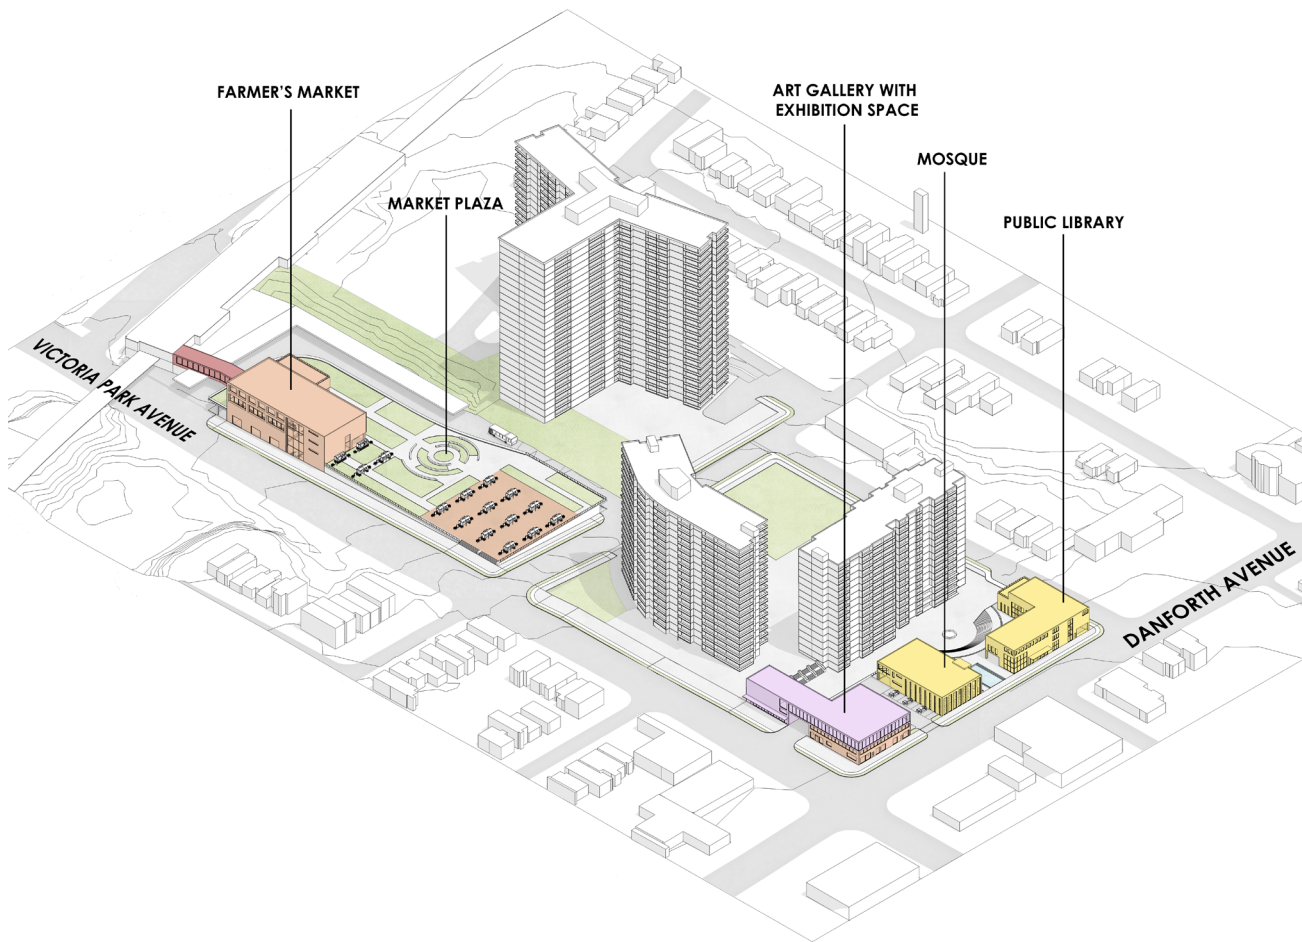 FARMER'S MARKET
ART GALLERY WITH
EXHIBITION SPACE
MOSQUE
MARKET PLAZA
PUBLIC LIBRARY
VICTORIA PARK AVENUE
DANFORTH AVENUE